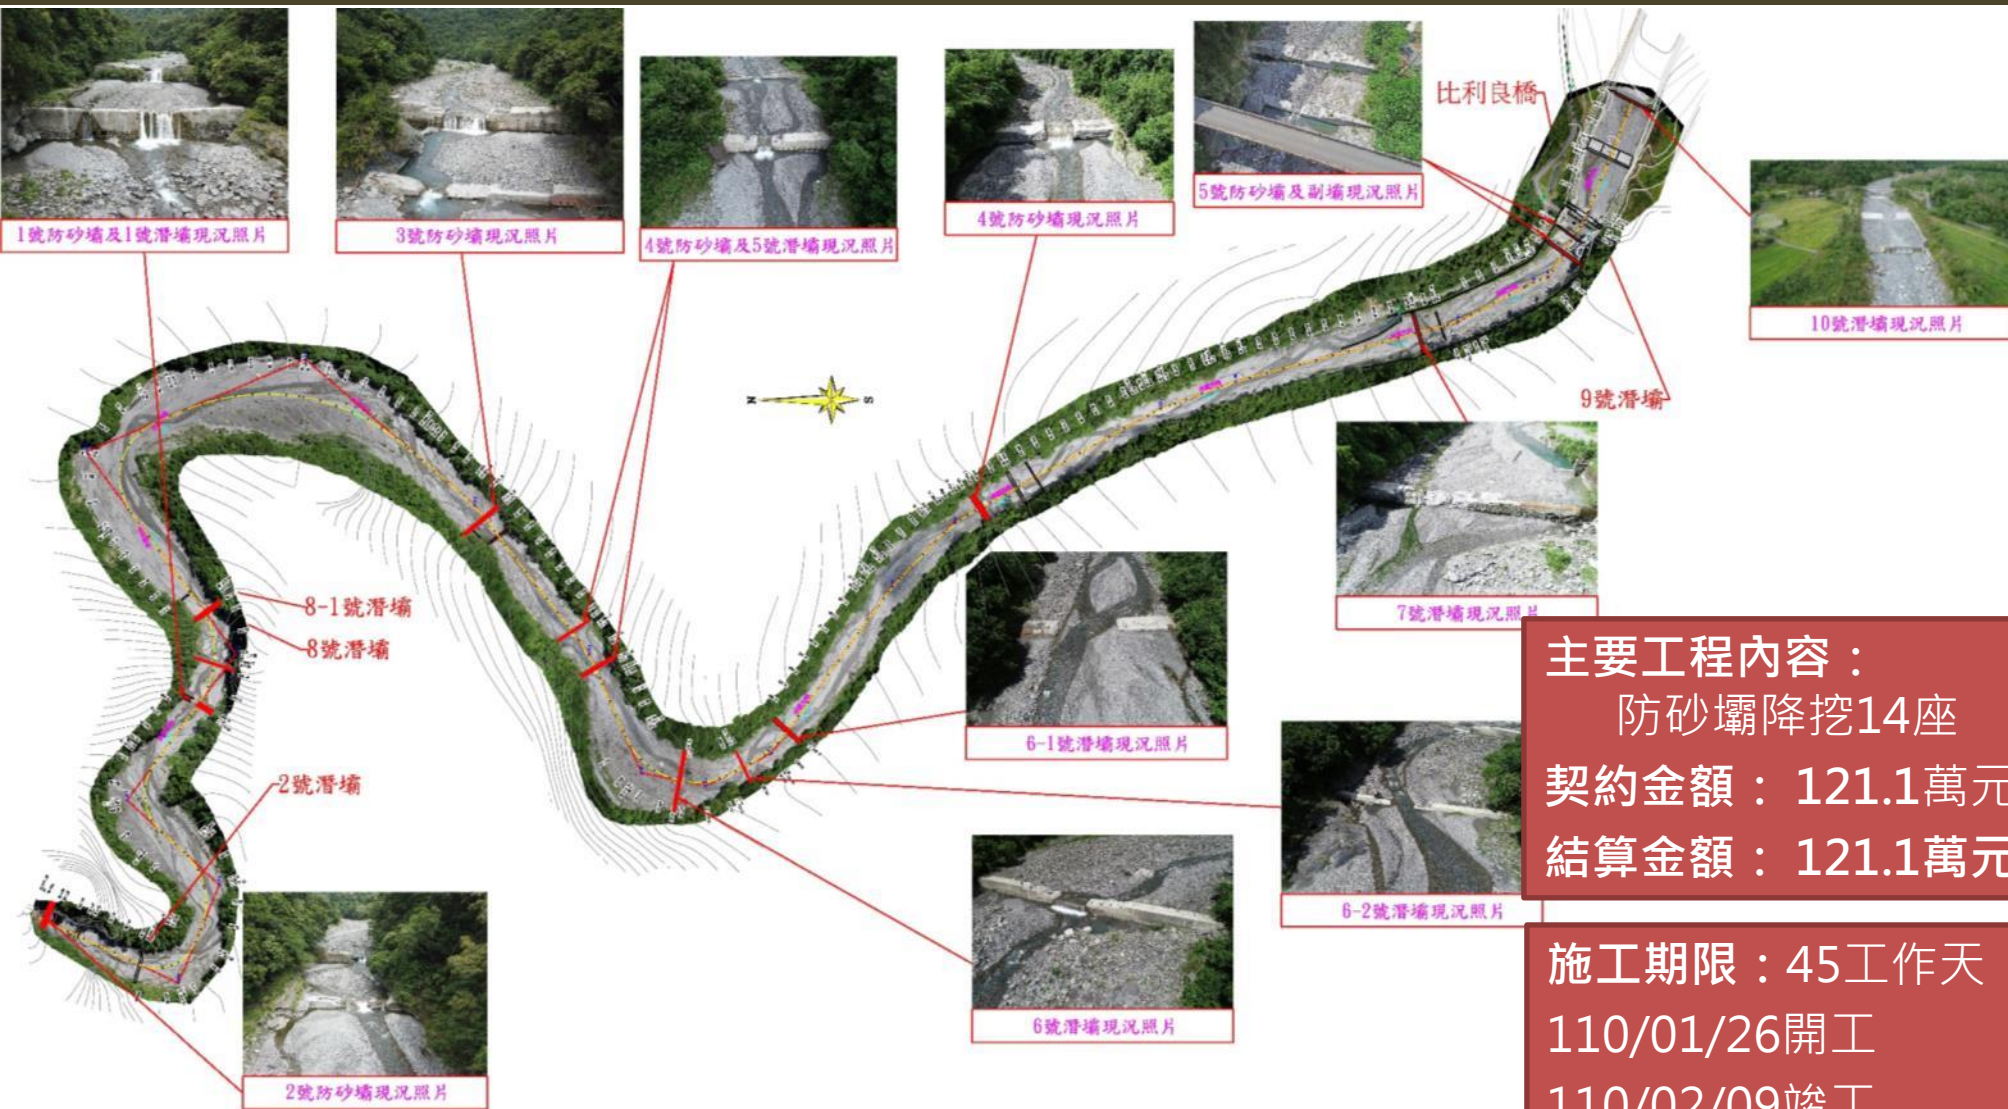 1號防砂壩及1號潛壩現況照片
3號防砂壩現況照片
4號防砂壩及5號潛壩現況照片
4號防砂壩現況照片
5號防砂壩及副壩現況照片
比利良橋
10號潛壩現況照片
9號潛壩
N
S
7號潛壩現況照片
8-1號潛壩
8號潛壩
6-1號潛壩現況照片
2號潛壩
6-2號潛壩現況照片
6號潛壩現況照片
2號防砂壩現況照片
主要工程內容：
防砂壩降挖14座
契約金額： 121.1萬元
結算金額： 121.1萬元
施工期限：45工作天
110/01/26開工
110/02/09竣工